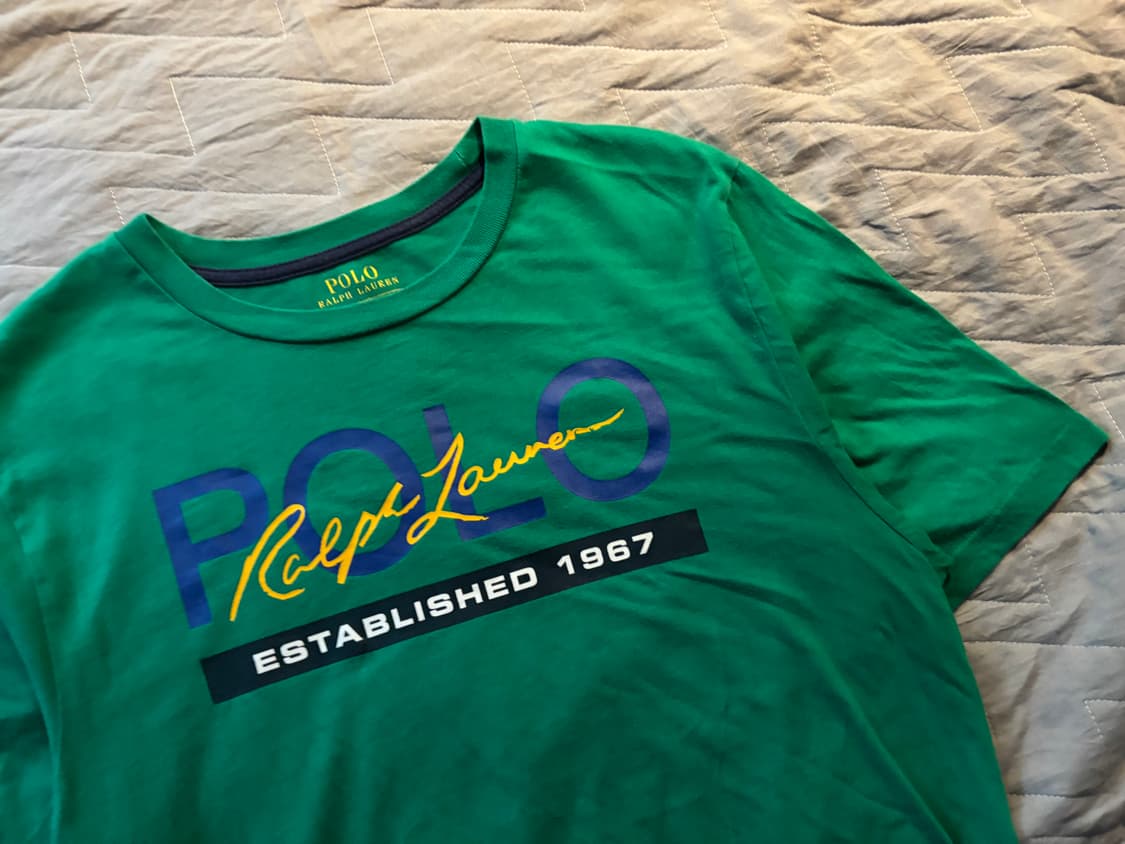 POLO
RALPH LAUREN
POLO
Ralph Lauren
ESTABLISHED 1967